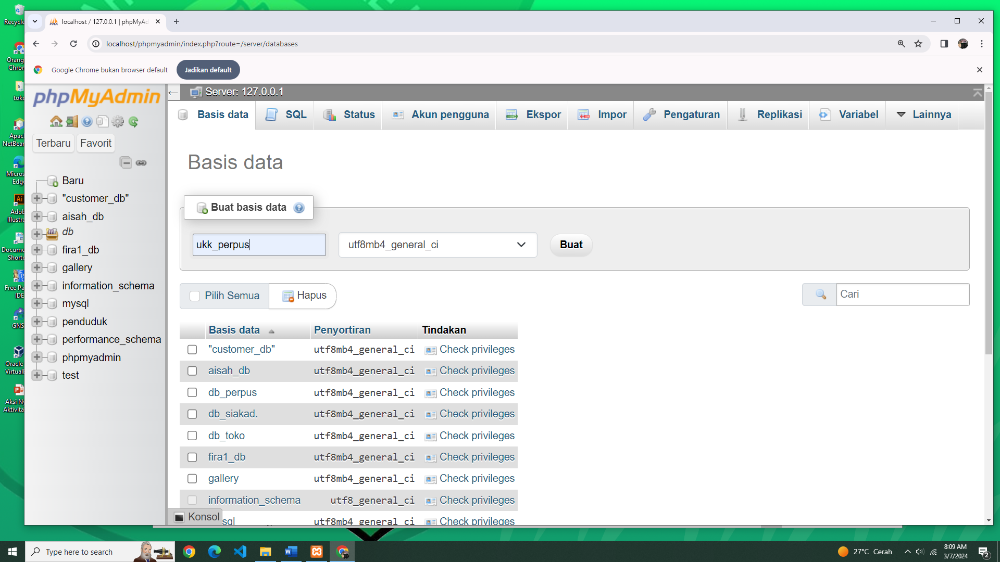 Recycle
localhost / 127.0.0.1 | phpMyAd
localhost/phpmyadmin/index.php?route=/server/databases
Google Chrome bukan browser default
Jadikan default
phpMyAdmin
Server: 127.0.0.1
Basis data
SQL
Status
Akun pengguna
Ekspor
Impor
Pengaturan
Replikasi
Variabel
Lainnya
Terbaru
Favorit
Baru
"customer_db"
aisah_db
db
fira1_db
gallery
information_schema
mysql
penduduk
performance_schema
phpmyadmin
test
Basis data
Buat basis data
ukk_perpus
utf8mb4_general_ci
Buat
Pilih Semua
Hapus
Cari
Basis data Penyortiran Tindakan
"customer_db" utf8mb4_general_ci Check privileges
aisah_db utf8mb4_general_ci Check privileges
db_perpus utf8mb4_general_ci Check privileges
db_siakad. utf8mb4_general_ci Check privileges
db_toko utf8mb4_general_ci Check privileges
fira1_db utf8mb4_general_ci Check privileges
gallery utf8mb4_general_ci Check privileges
information_schema utf8_general_ci Check privileges
sql utf8mb4_general_ci Check privileges
Konsol
Orang
Chron
toko
Apac
NetBean
Micros
Edge
Adob
Illustra
Docume
Shorto
Free Pa
IDE
GNS
Oracle
Virtuall
Aksi Ny
Aktivita
Type here to search
27°C Cerah
8:09 AM
3/7/2024
2